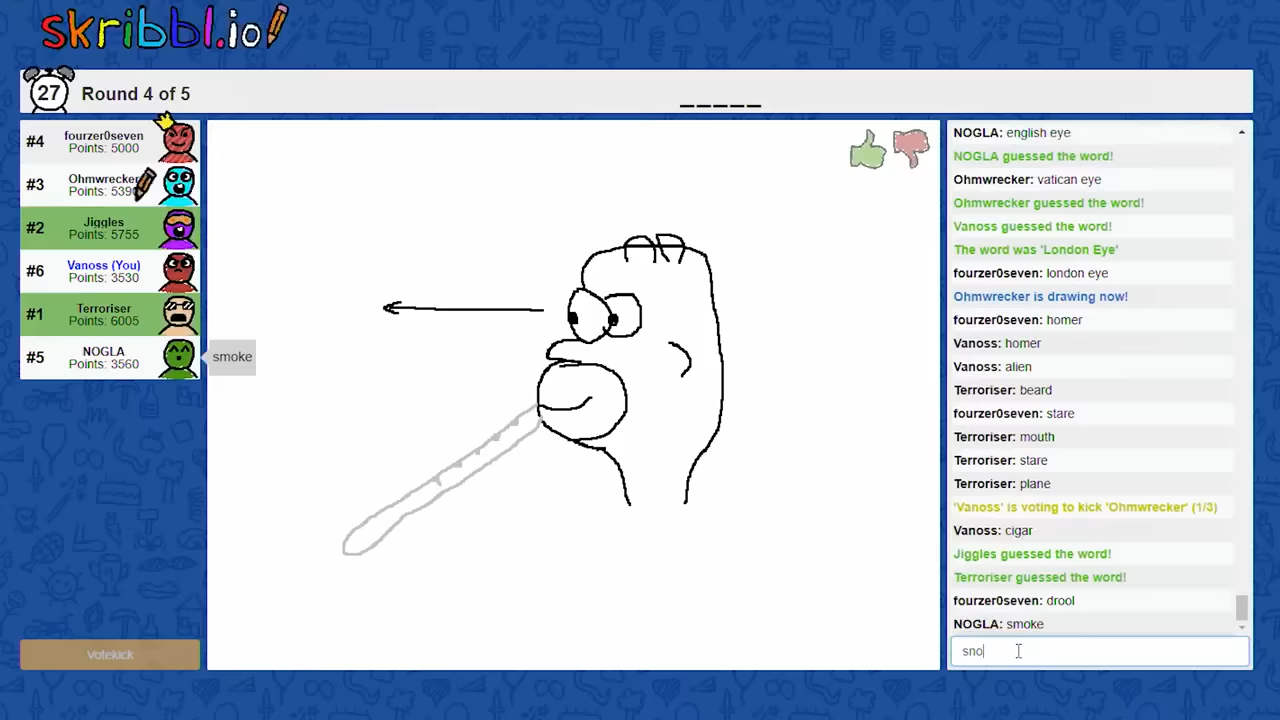 skribbl.io
27
Round 4 of 5
_ _ _ _ _
#4
fourzer0seven
Points: 5000
#3
Ohmwrecker
Points: 539
#2
Jiggles
Points: 5755
#6
Vanoss (You)
Points: 3530
#1
Terroriser
Points: 6005
#5
NOGLA
Points: 3560
smoke
Votekick
NOGLA: english eye
NOGLA guessed the word!
Ohmwrecker: vatican eye
Ohmwrecker guessed the word!
Vanoss guessed the word!
The word was 'London Eye'
fourzer0seven: london eye
Ohmwrecker is drawing now!
fourzer0seven: homer
Vanoss: homer
Vanoss: alien
Terroriser: beard
fourzer0seven: stare
Terroriser: mouth
Terroriser: stare
Terroriser: plane
'Vanoss' is voting to kick 'Ohmwrecker' (1/3)
Vanoss: cigar
Jiggles guessed the word!
Terroriser guessed the word!
fourzer0seven: drool
NOGLA: smoke
sno